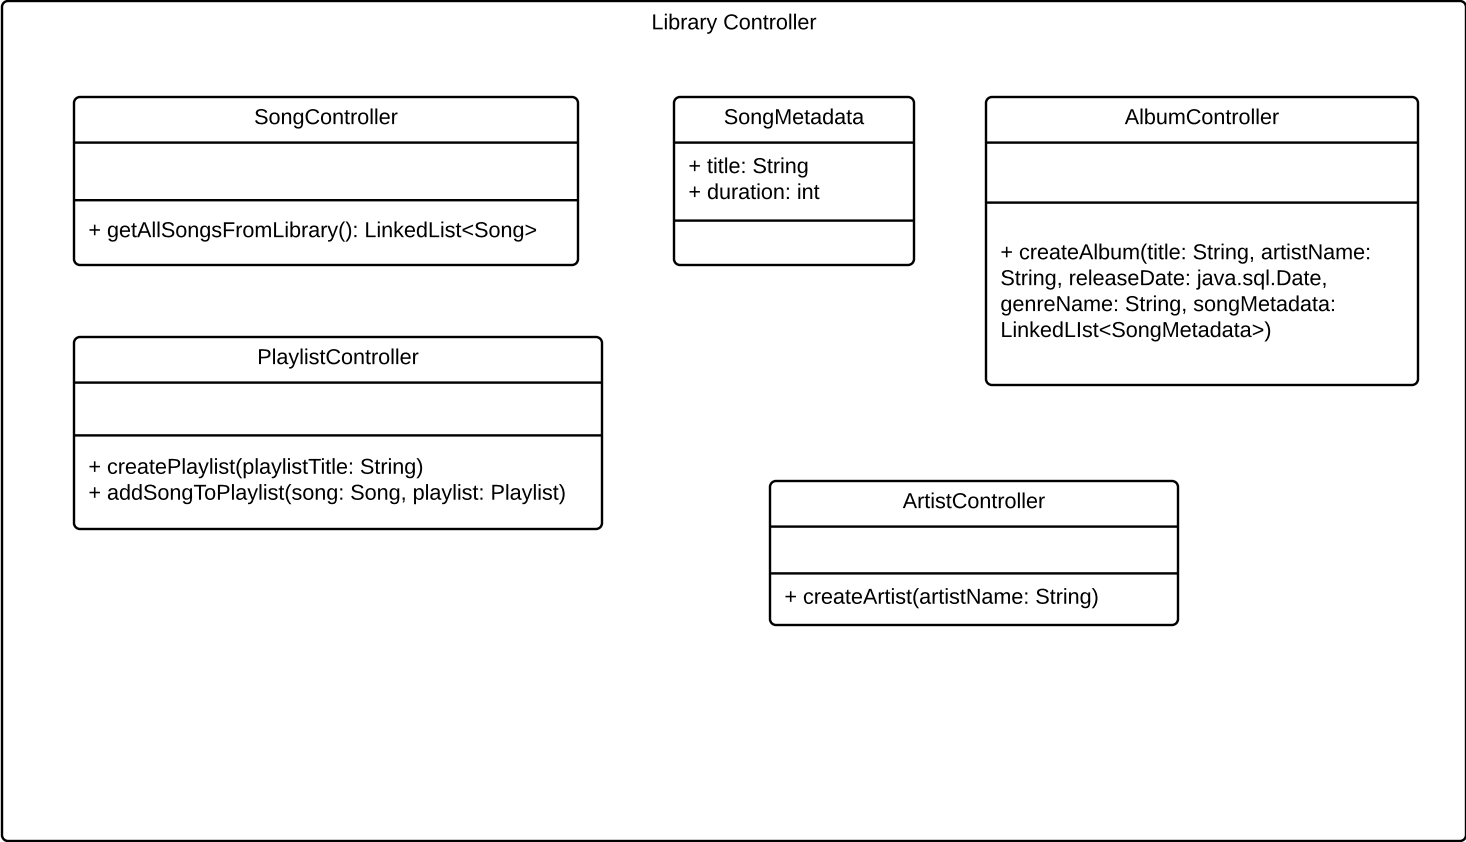 Library Controller
SongController
+ getAllSongsFromLibrary(): LinkedList<Song>
SongMetadata
+ title: String
+ duration: int
AlbumController
+ createAlbum(title: String, artistName:
String, releaseDate: java.sql.Date,
genreName: String, songMetadata:
LinkedLIst<SongMetadata>)
PlaylistController
+ createPlaylist(playlistTitle: String)
+ addSongToPlaylist(song: Song, playlist: Playlist)
ArtistController
+ createArtist(artistName: String)